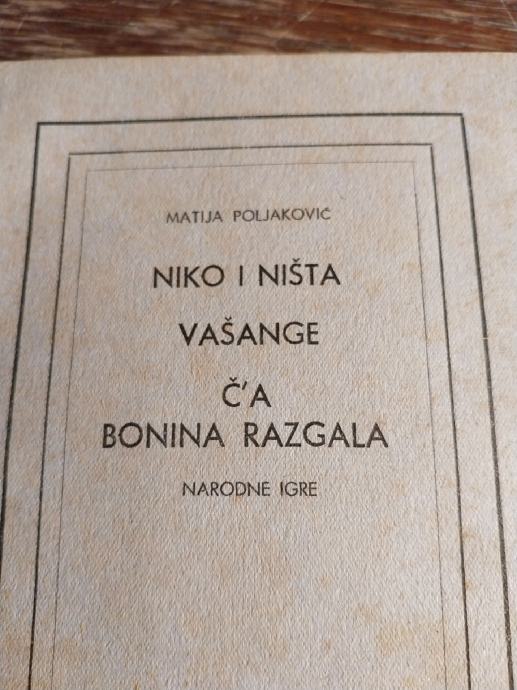 MATIJA POLJAKOVIĆ
NIKO I NIŠTA
VAŠANGE
Č'A
BONINA RAZGALA
NARODNE IGRE